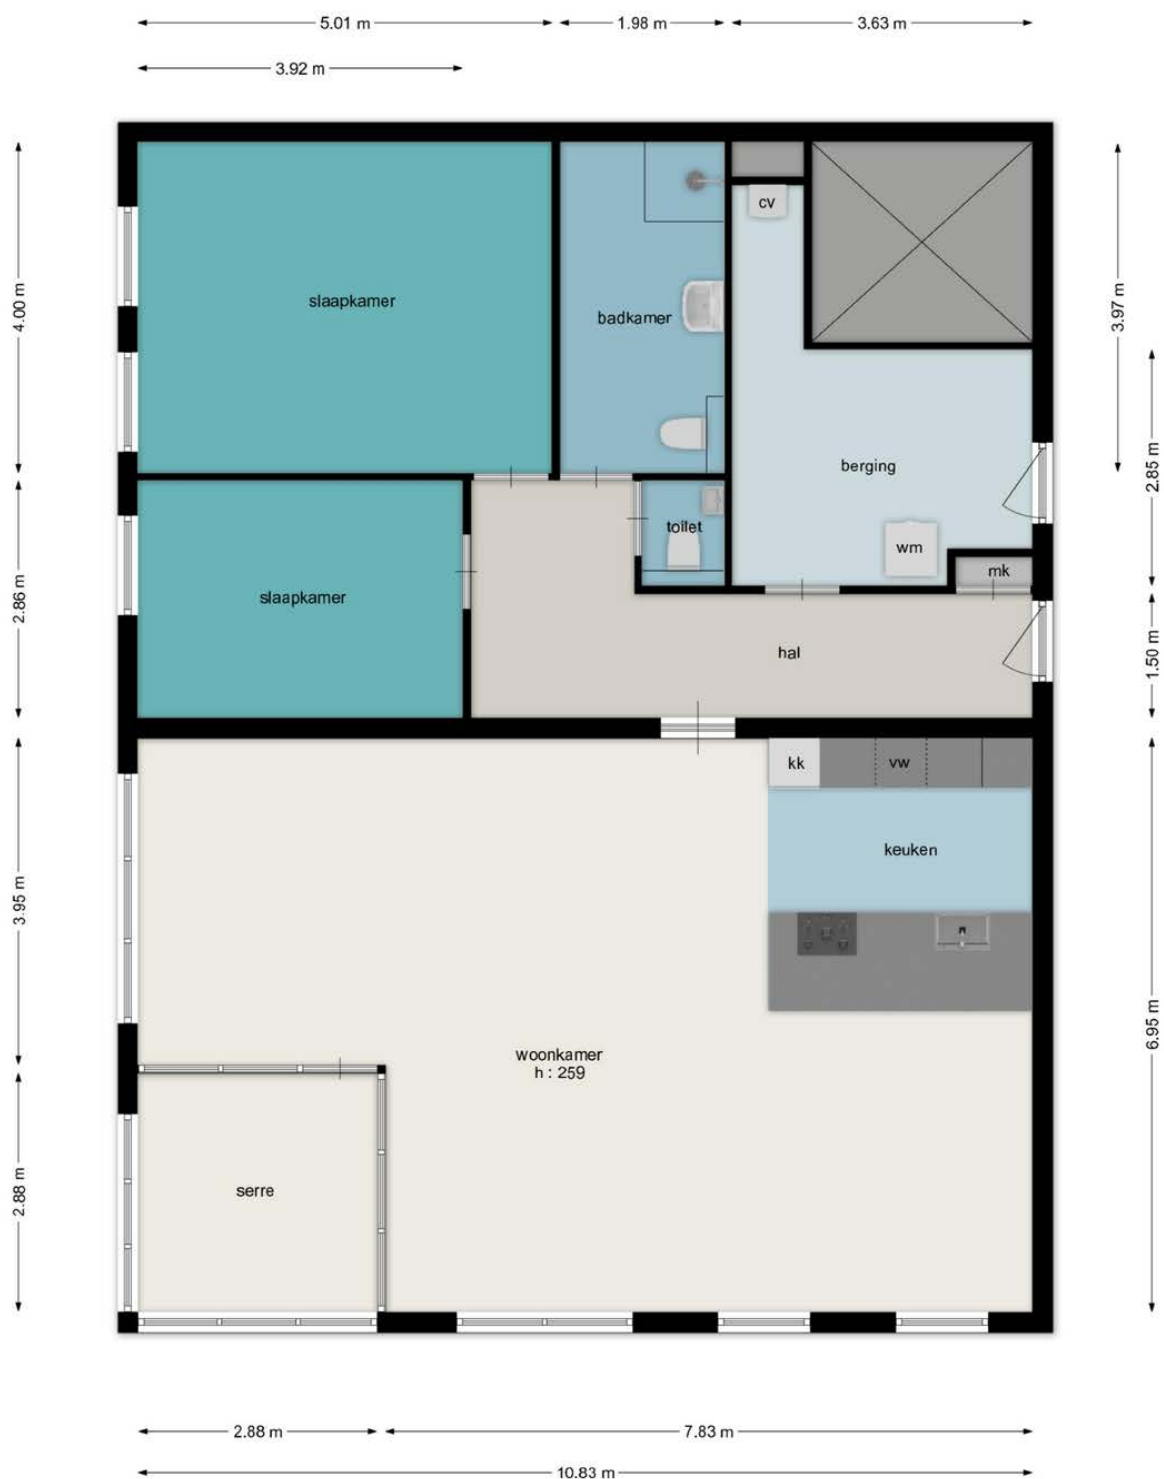 5.01 m
1.98 m
3.63 m
3.92 m
cv
4.00 m
3.97 m
slaapkamer
badkamer
berging
2.85 m
toilet
wm
mk
2.86 m
slaapkamer
hal
1.50 m
kk
vw
keuken
3.95 m
6.95 m
woonkamer
h : 259
serre
2.88 m
2.88 m
7.83 m
10.83 m